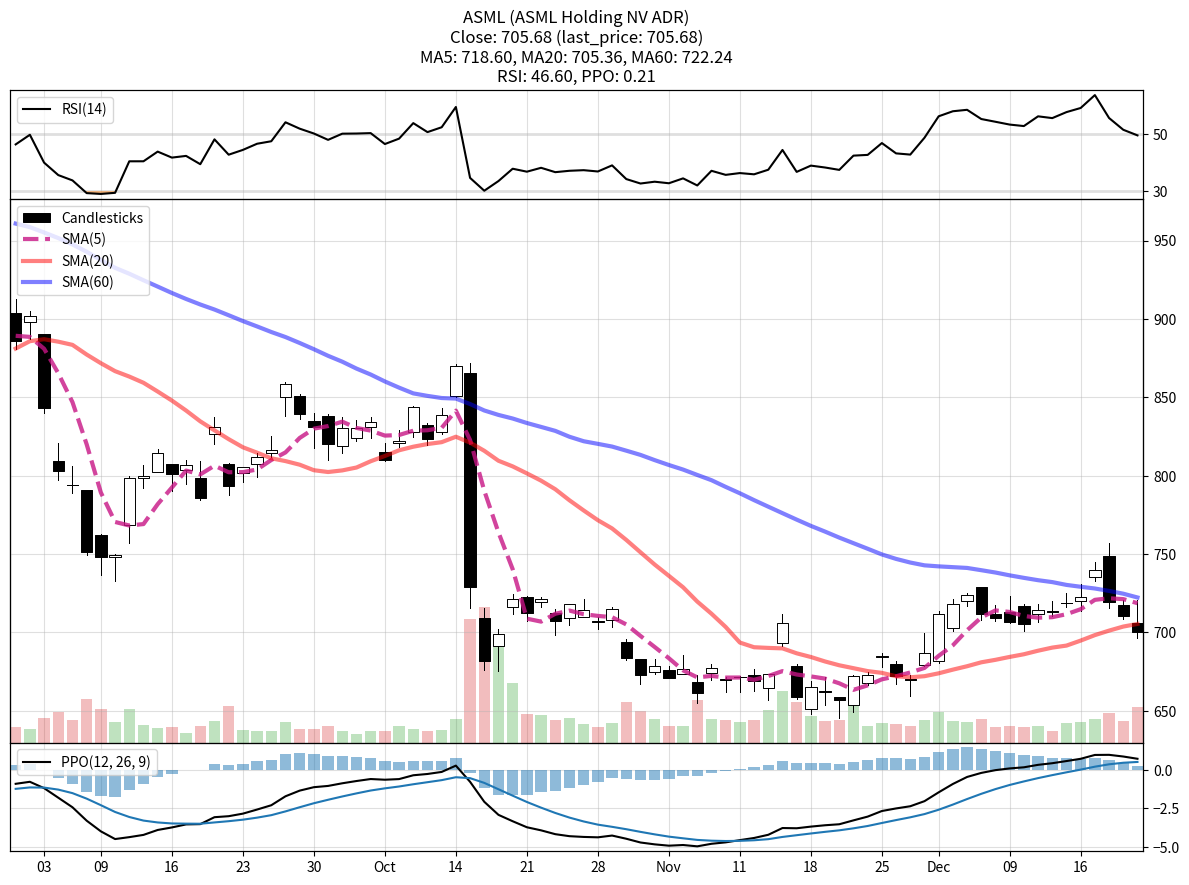 ASML (ASML Holding NV ADR)
Close: 705.68 (last_price: 705.68)
MA5: 718.60, MA20: 705.36, MA60: 722.24
RSI: 46.60, PPO: 0.21
RSI(14)
50
30
Candlesticks
SMA(5)
SMA(20)
SMA(60)
950
900
850
800
750
700
650
PPO(12, 26, 9)
0.0
−2.5
−5.0
03 09 16 23 30 Oct 14 21 28 Nov 11 18 25 Dec 09 16